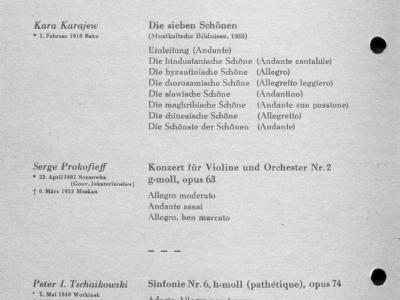 Kara Karajew
* 1. Februar 1918 Baku
Die sieben Schönen
(Musikalische Bildnisse, 1953)
Einleitung (Andante)
Die hindustanische Schöne (Andante cantabile)
Die byzantinische Schöne (Allegro)
Die chorosamische Schöne (Allegretto leggiero)
Die slawische Schöne (Andantino)
Die maghribische Schöne (Andante con passione)
Die chinesische Schöne (Allegretto)
Die Schönste der Schönen (Andante)
Serge Prokofieff
* 23. April 1891 Sonzowka
(Gouv. Jekaterinoslaw)
† 6. März 1953 Moskau
Konzert für Violine und Orchester Nr. 2
g-moll, opus 63
Allegro moderato
Andante assai
Allegro, ben marcato
– – –
Peter I. Tschaikowski
* 5. Mai 1840 Wotkinsk
Sinfonie Nr. 6, h-moll (pathétique), opus 74